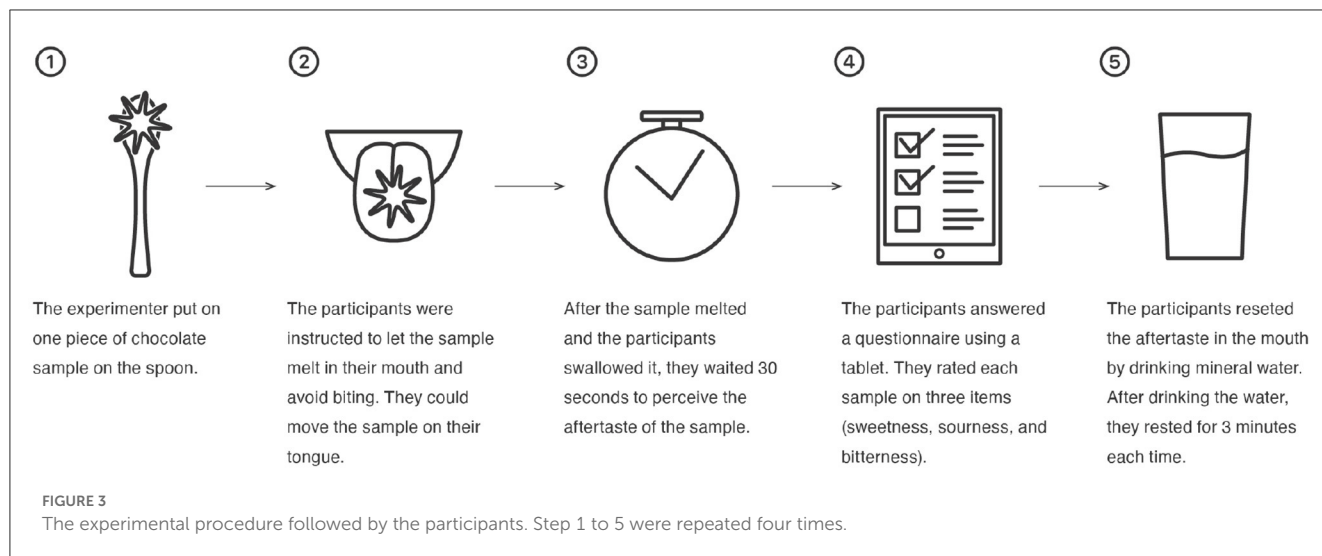 1
2
3
4
5
The experimenter put on
one piece of chocolate
sample on the spoon.
The participants were
instructed to let the sample
melt in their mouth and
avoid biting. They could
move the sample on their
tongue.
After the sample melted
and the participants
swallowed it, they waited 30
seconds to perceive the
aftertaste of the sample.
The participants answered
a questionnaire using a
tablet. They rated each
sample on three items
(sweetness, sourness, and
bitterness).
The participants reseted
the aftertaste in the mouth
by drinking mineral water.
After drinking the water,
they rested for 3 minutes
each time.
FIGURE 3
The experimental procedure followed by the participants. Step 1 to 5 were repeated four times.